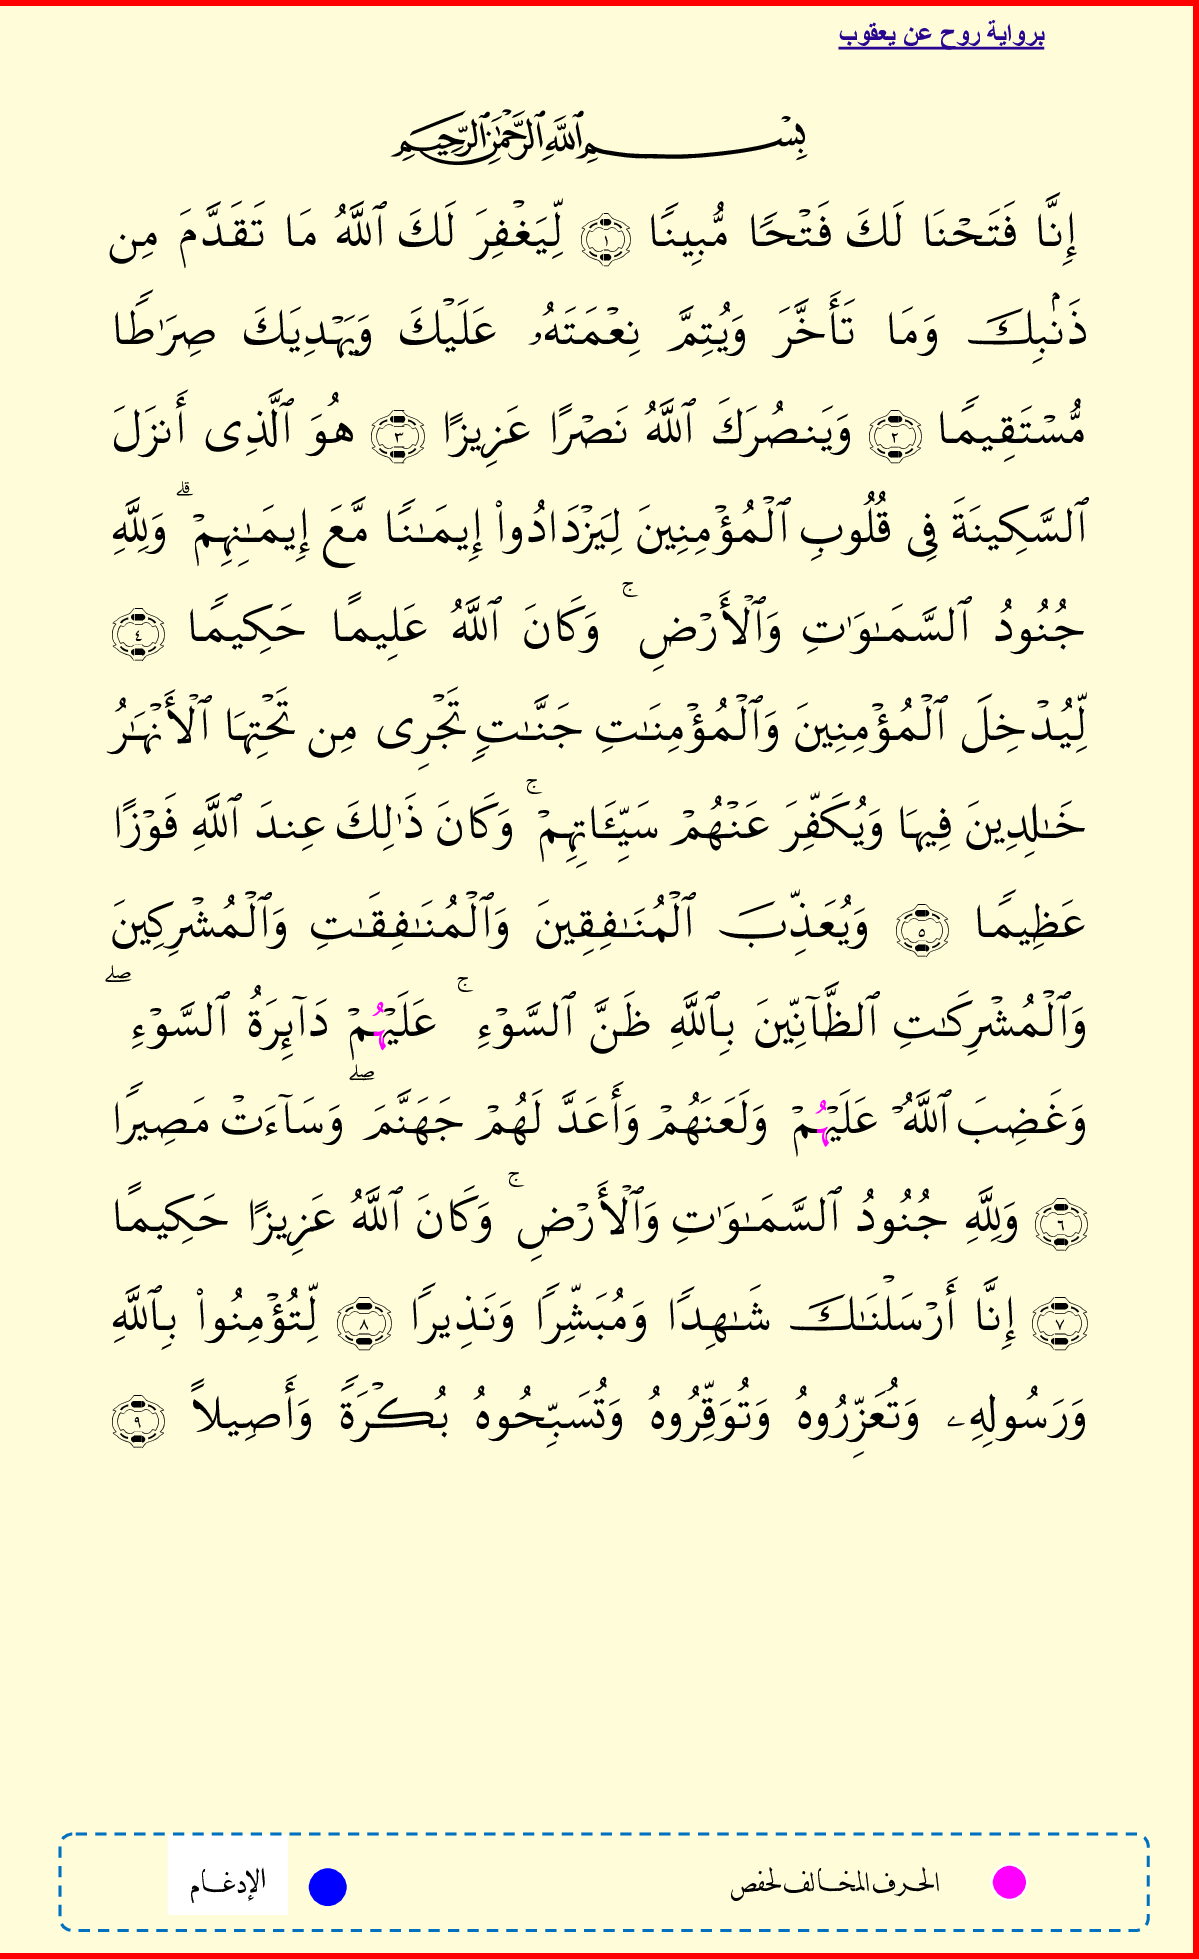 برواية روح عن يعقوب
بِسْمِ ٱللَّهِ ٱلرَّحْمَٰنِ ٱلرَّحِيمِ
إِنَّا فَتَحْنَا لَكَ فَتْحًا مُّبِينًا ١ لِّيَغْفِرَ لَكَ ٱللَّهُ مَا تَقَدَّمَ مِن
ذَنۢبِكَ وَمَا تَأَخَّرَ وَيُتِمَّ نِعْمَتَهُۥ عَلَيْكَ وَيَهْدِيَكَ صِرَٰطًا
مُّسْتَقِيمًا ٢ وَيَنصُرَكَ ٱللَّهُ نَصْرًا عَزِيزًا ٣ هُوَ ٱلَّذِى أَنزَلَ
ٱلسَّكِينَةَ فِى قُلُوبِ ٱلْمُؤْمِنِينَ لِيَزْدَادُوا۟ إِيمَـٰنًا مَّعَ إِيمَـٰنِهِمْ ۗ وَلِلَّهِ
جُنُودُ ٱلسَّمَـٰوَٰتِ وَٱلْأَرْضِ ۚ وَكَانَ ٱللَّهُ عَلِيمًا حَكِيمًا ٤
لِّيُدْخِلَ ٱلْمُؤْمِنِينَ وَٱلْمُؤْمِنَـٰتِ جَنَّـٰتٍ تَجْرِى مِن تَحْتِهَا ٱلْأَنْهَـٰرُ
خَـٰلِدِينَ فِيهَا وَيُكَفِّرَ عَنْهُمْ سَيِّـَٔاتِهِمْ ۚ وَكَانَ ذَٰلِكَ عِندَ ٱللَّهِ فَوْزًا
عَظِيمًا ٥ وَيُعَذِّبَ ٱلْمُنَـٰفِقِينَ وَٱلْمُنَـٰفِقَـٰتِ وَٱلْمُشْرِكِينَ
وَٱلْمُشْرِكَـٰتِ ٱلظَّآنِّينَ بِٱللَّهِ ظَنَّ ٱلسَّوْءِ ۚ عَلَيْهُمْ دَآئِرَةُ ٱلسَّوْءِ ۖ
وَغَضِبَ ٱللَّهُ عَلَيْهُمْ وَلَعَنَهُمْ وَأَعَدَّ لَهُمْ جَهَنَّمَ ۖ وَسَآءَتْ مَصِيرًا
٦ وَلِلَّهِ جُنُودُ ٱلسَّمَـٰوَٰتِ وَٱلْأَرْضِ ۚ وَكَانَ ٱللَّهُ عَزِيزًا حَكِيمًا
٧ إِنَّا أَرْسَلْنَـٰكَ شَـٰهِدًا وَمُبَشِّرًا وَنَذِيرًا ٨ لِّتُؤْمِنُوا۟ بِٱللَّهِ
وَرَسُولِهِۦ وَتُعَزِّرُوهُ وَتُوَقِّرُوهُ وَتُسَبِّحُوهُ بُكْرَةً وَأَصِيلاً ٩
الحرف المخالف لحفص
الإدغام